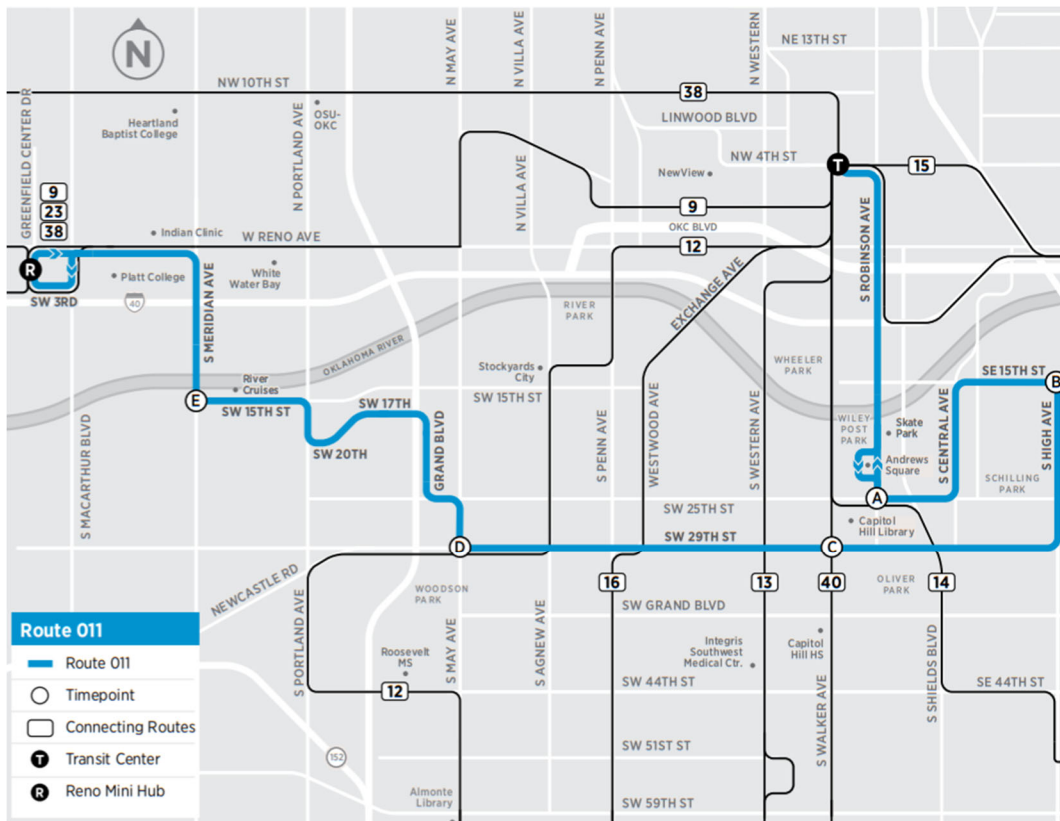 N
NE 13TH ST
N MAY AVE
N VILLA AVE
N PENN AVE
N WESTERN
NW 10TH ST
38
GREENFIELD CENTER DR
Heartland
Baptist College
OSU-
OKC
N PORTLAND AVE
LINWOOD BLVD
NW 4TH ST
T
15
NewView
9
23
38
N VILLA AVE
9
Indian Clinic
W RENO AVE
OKC BLVD
12
S ROBINSON AVE
R
Platt College
White
Water Bay
SW 3RD
40
S MERIDIAN AVE
EXCHANGE AVE
RIVER
PARK
OKLAHOMA RIVER
WHEELER
PARK
Stockyards
City
SE 15TH ST
B
River
Cruises
E
SW 15TH ST
SW 17TH
SW 15TH ST
SW 20TH
GRAND BLVD
S MACARTHUR BLVD
S PENN AVE
WESTWOOD AVE
S WESTERN AVE
WILEY
POST
PARK
Skate
Park
S CENTRAL AVE
S HIGH AVE
Andrews
Square
SCHILLING
PARK
A
SW 25TH ST
Capitol
Hill Library
D
SW 29TH ST
C
NEWCASTLE RD
WOODSON
PARK
16
13
40
14
OLIVER
PARK
SW GRAND BLVD
S PORTLAND AVE
S MAY AVE
S AGNEW AVE
Roosevelt
MS
Integris
Southwest
Medical Ctr.
Capitol
Hill HS
S WALKER AVE
S SHIELDS BLVD
12
SW 44TH ST
SE 44TH ST
152
SW 51ST ST
Almonte
Library
SW 59TH ST
Route 011
Route 011
Timepoint
Connecting Routes
T
Transit Center
R
Reno Mini Hub